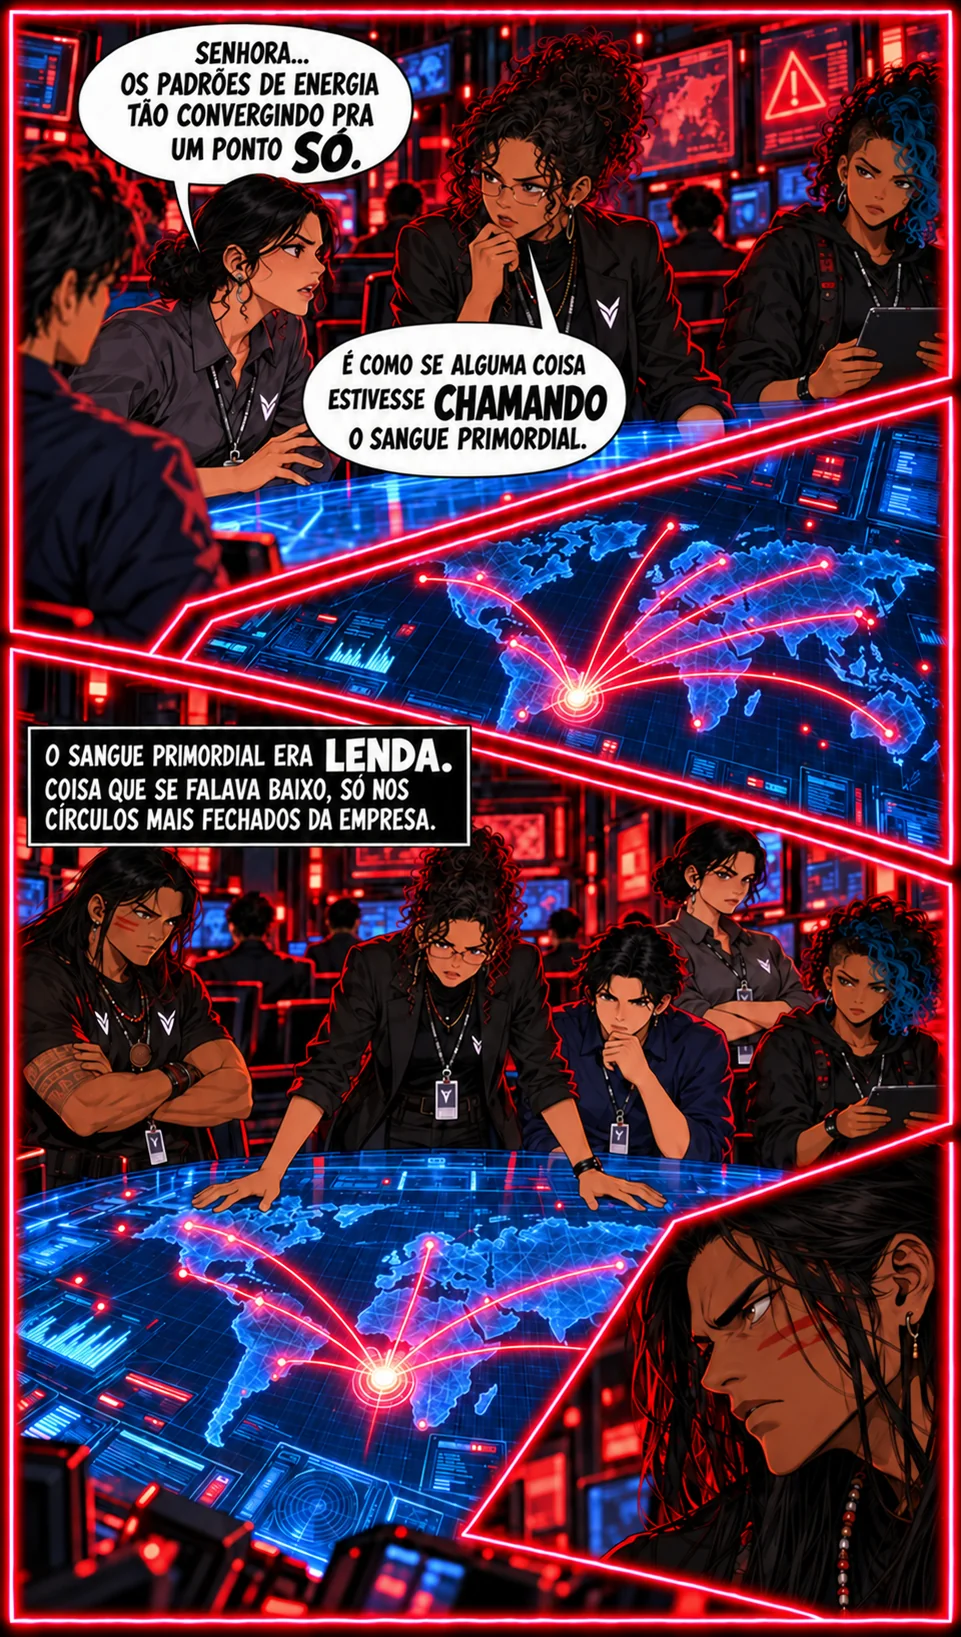 SENHORA...
OS PADRÕES DE ENERGIA
TÃO CONVERGINDO PRA
UM PONTO SÓ.
É COMO SE ALGUMA COISA
ESTIVESSE CHAMANDO
O SANGUE PRIMORDIAL.
O SANGUE PRIMORDIAL ERA LENDA.
COISA QUE SE FALAVA BAIXO, SÓ NOS
CÍRCULOS MAIS FECHADOS DA EMPRESA.